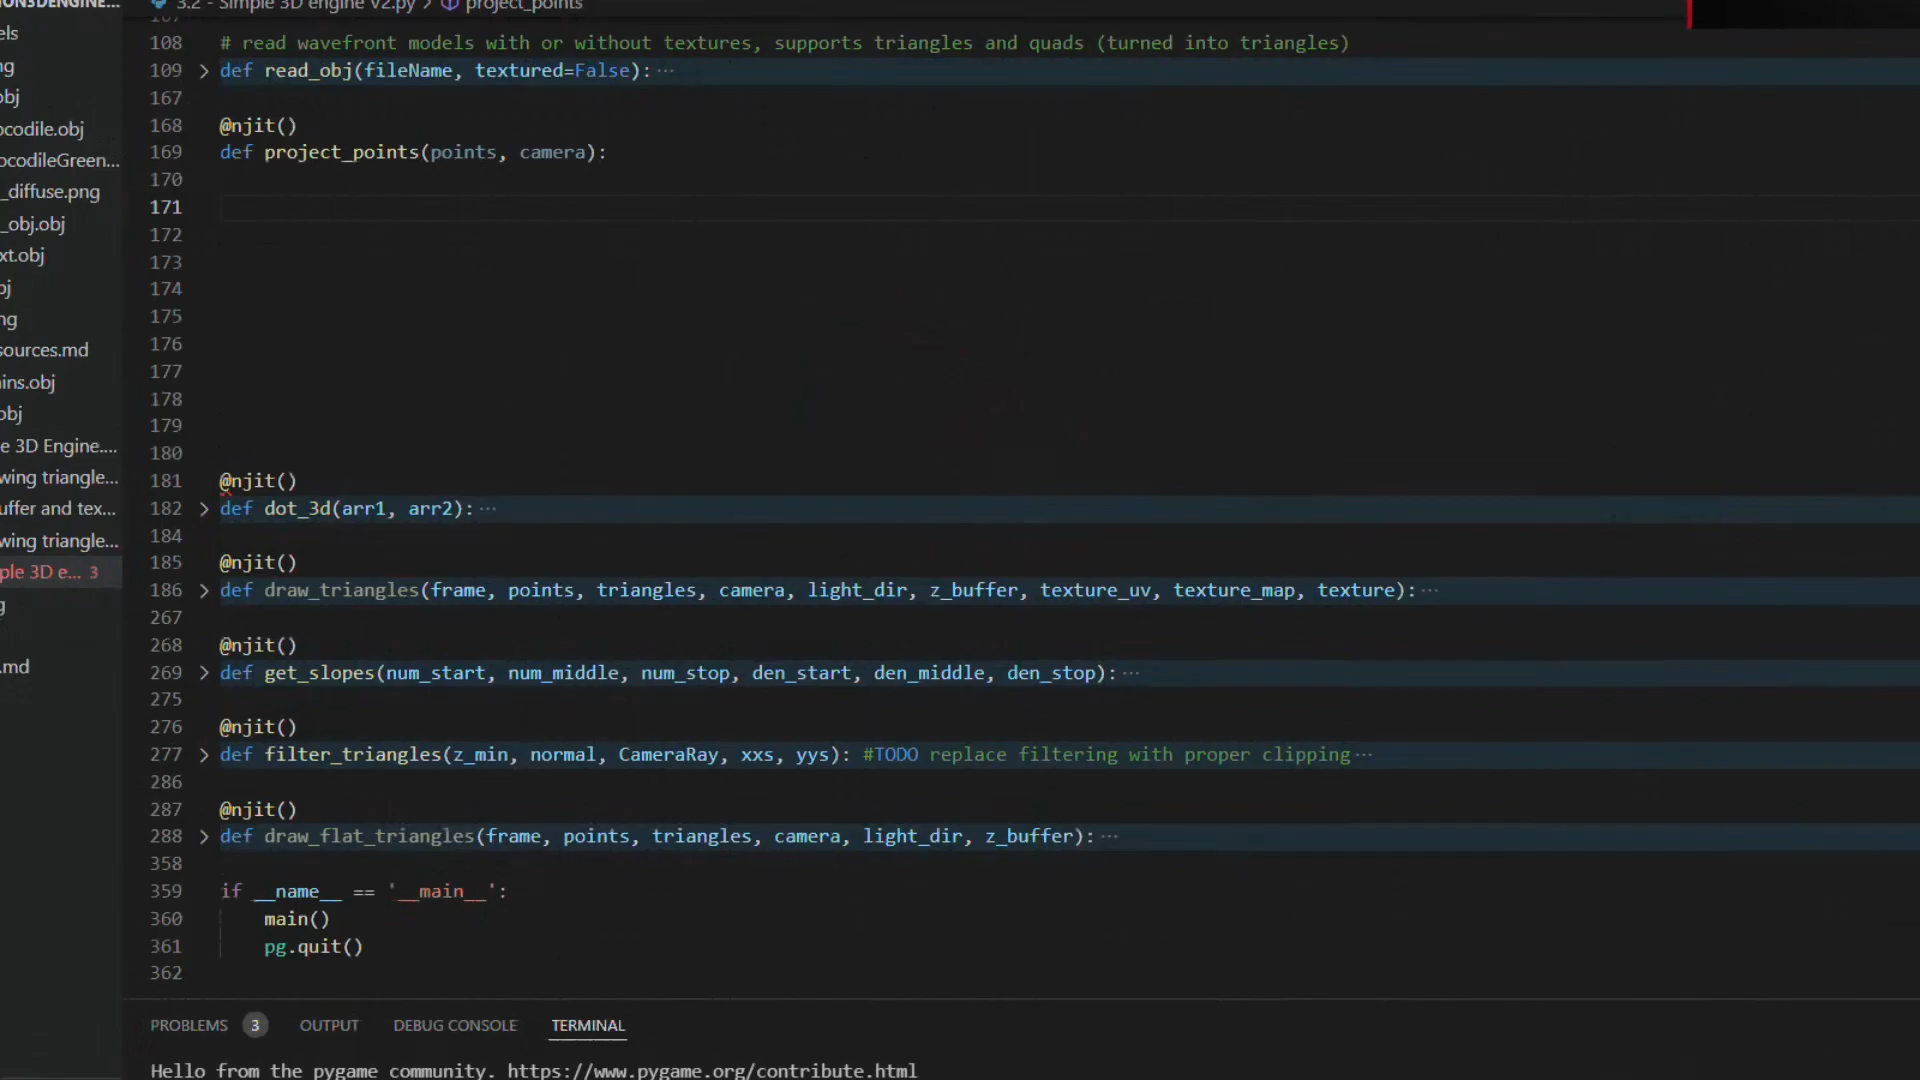 3.2 - Simple 3D engine V2.py > project_points
els
ng
obj
ocodile.obj
ocodileGreen...
_diffuse.png
_obj.obj
xt.obj
oj
ng
sources.md
ains.obj
obj
e 3D Engine....
wing triangle...
uffer and tex...
wing triangle...
ple 3D e... 3
g
.md
108 # read wavefront models with or without textures, supports triangles and quads (turned into triangles)
109 > def read_obj(fileName, textured=False): ...
167
168 @njit()
169 def project_points(points, camera):
170
171
172
173
174
175
176
177
178
179
180
181 @njit()
182 > def dot_3d(arr1, arr2): ...
184
185 @njit()
186 > def draw_triangles(frame, points, triangles, camera, light_dir, z_buffer, texture_uv, texture_map, texture): ...
267
268 @njit()
269 > def get_slopes(num_start, num_middle, num_stop, den_start, den_middle, den_stop): ...
275
276 @njit()
277 > def filter_triangles(z_min, normal, CameraRay, xxs, yys): #TODO replace filtering with proper clipping ...
286
287 @njit()
288 > def draw_flat_triangles(frame, points, triangles, camera, light_dir, z_buffer): ...
358
359 if __name__ == '__main__':
360 main()
361 pg.quit()
362
PROBLEMS 3 OUTPUT DEBUG CONSOLE TERMINAL
Hello from the pygame community. https://www.pygame.org/contribute.html